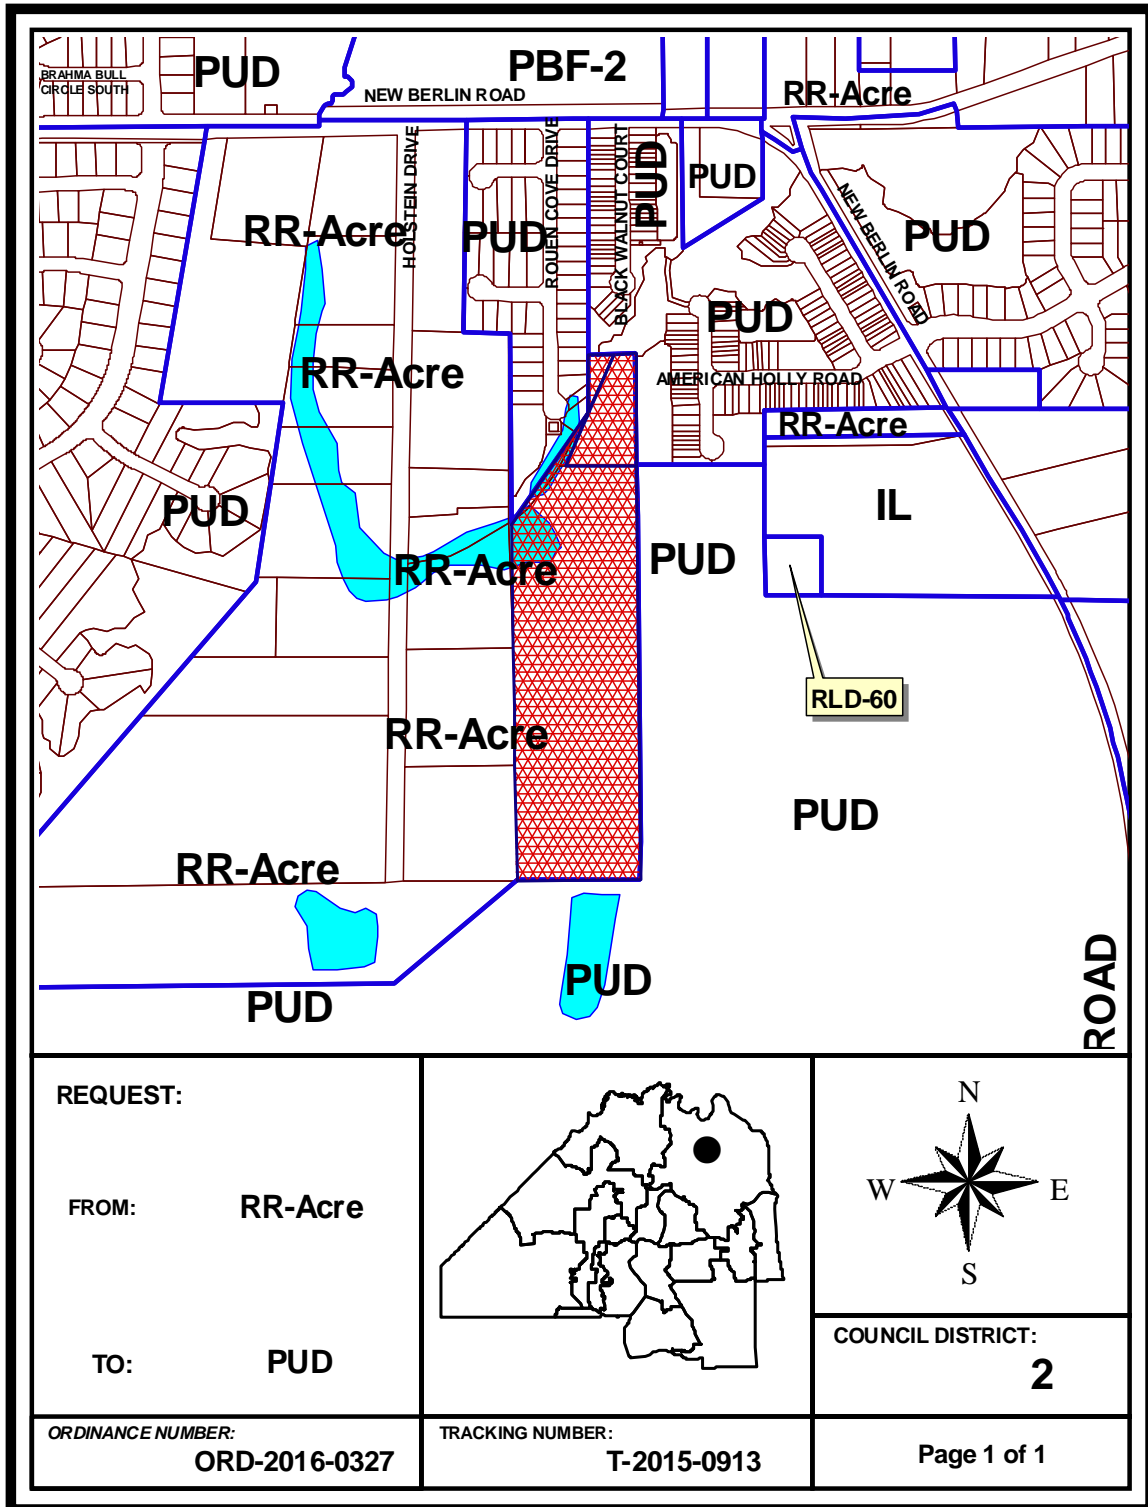 BRAHMA BULL
CIRCLE SOUTH
PUD
PBF-2
NEW BERLIN ROAD
RR-Acre
HOLSTEIN DRIVE
ROUEN COVE DRIVE
BLACK WALNUT COURT
PUD
PUD
NEW BERLIN ROAD
RR-Acre
PUD
PUD
RR-Acre
PUD
AMERICAN HOLLY ROAD
RR-Acre
PUD
IL
RR-Acre
PUD
RLD-60
RR-Acre
PUD
RR-Acre
PUD
PUD
ROAD
REQUEST:
FROM: RR-Acre
TO: PUD
N
W E
S
COUNCIL DISTRICT:
2
ORDINANCE NUMBER:
ORD-2016-0327
TRACKING NUMBER:
T-2015-0913
Page 1 of 1